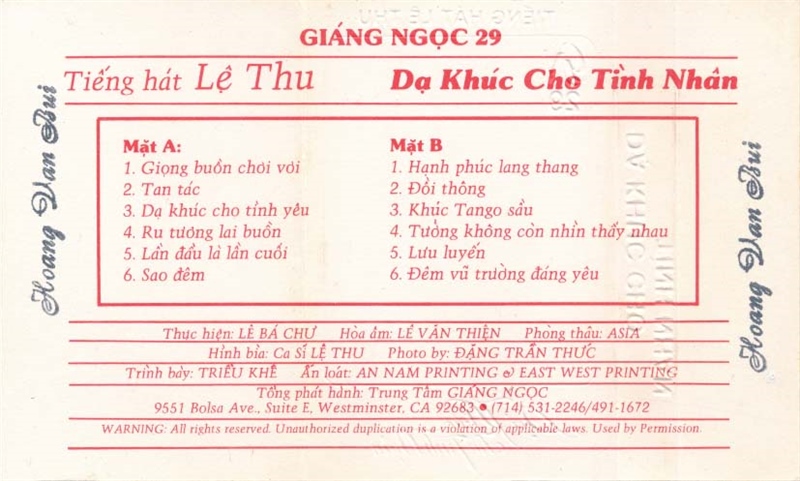 GIÁNG NGỌC 29
Tiếng hát Lệ Thu Dạ Khúc Cho Tình Nhân
Mặt A:
1. Giọng buồn chơi vơi
2. Tan tác
3. Dạ khúc cho tình yêu
4. Ru tương lai buồn
5. Lần đầu là lần cuối
6. Sao đêm
Mặt B
1. Hạnh phúc lang thang
2. Đồi thông
3. Khúc Tango sầu
4. Tưởng không còn nhìn thấy nhau
5. Lưu luyến
6. Đêm vũ trường đáng yêu
Thực hiện: LÊ BÁ CHƯ Hòa âm: LÊ VĂN THIỆN Phòng thâu: ASIA
Hình bìa: Ca Sĩ LỆ THU Photo by: ĐẶNG TRẦN THỨC
Trình bày: TRIỀU KHÊ Ấn loát: AN NAM PRINTING & EAST WEST PRINTING
Tổng phát hành: Trung Tâm GIÁNG NGỌC
9551 Bolsa Ave., Suite E, Westminster, CA 92683 • (714) 531-2246/491-1672
WARNING: All rights reserved. Unauthorized duplication is a violation of applicable laws. Used by Permission.
Hoang Van Bui
Hoang Van Bui